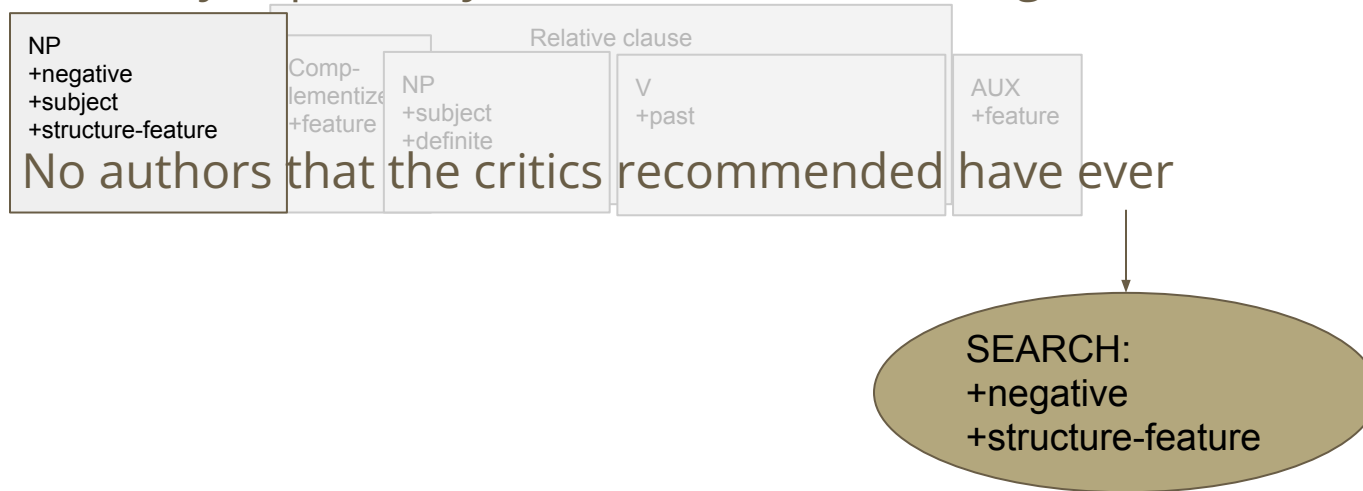 NP
+negative
+subject
+structure-feature
Relative clause
Comp-
lementize
+feature
NP
+subject
+definite
V
+past
AUX
+feature
No authors that the critics recommended have ever
SEARCH:
+negative
+structure-feature